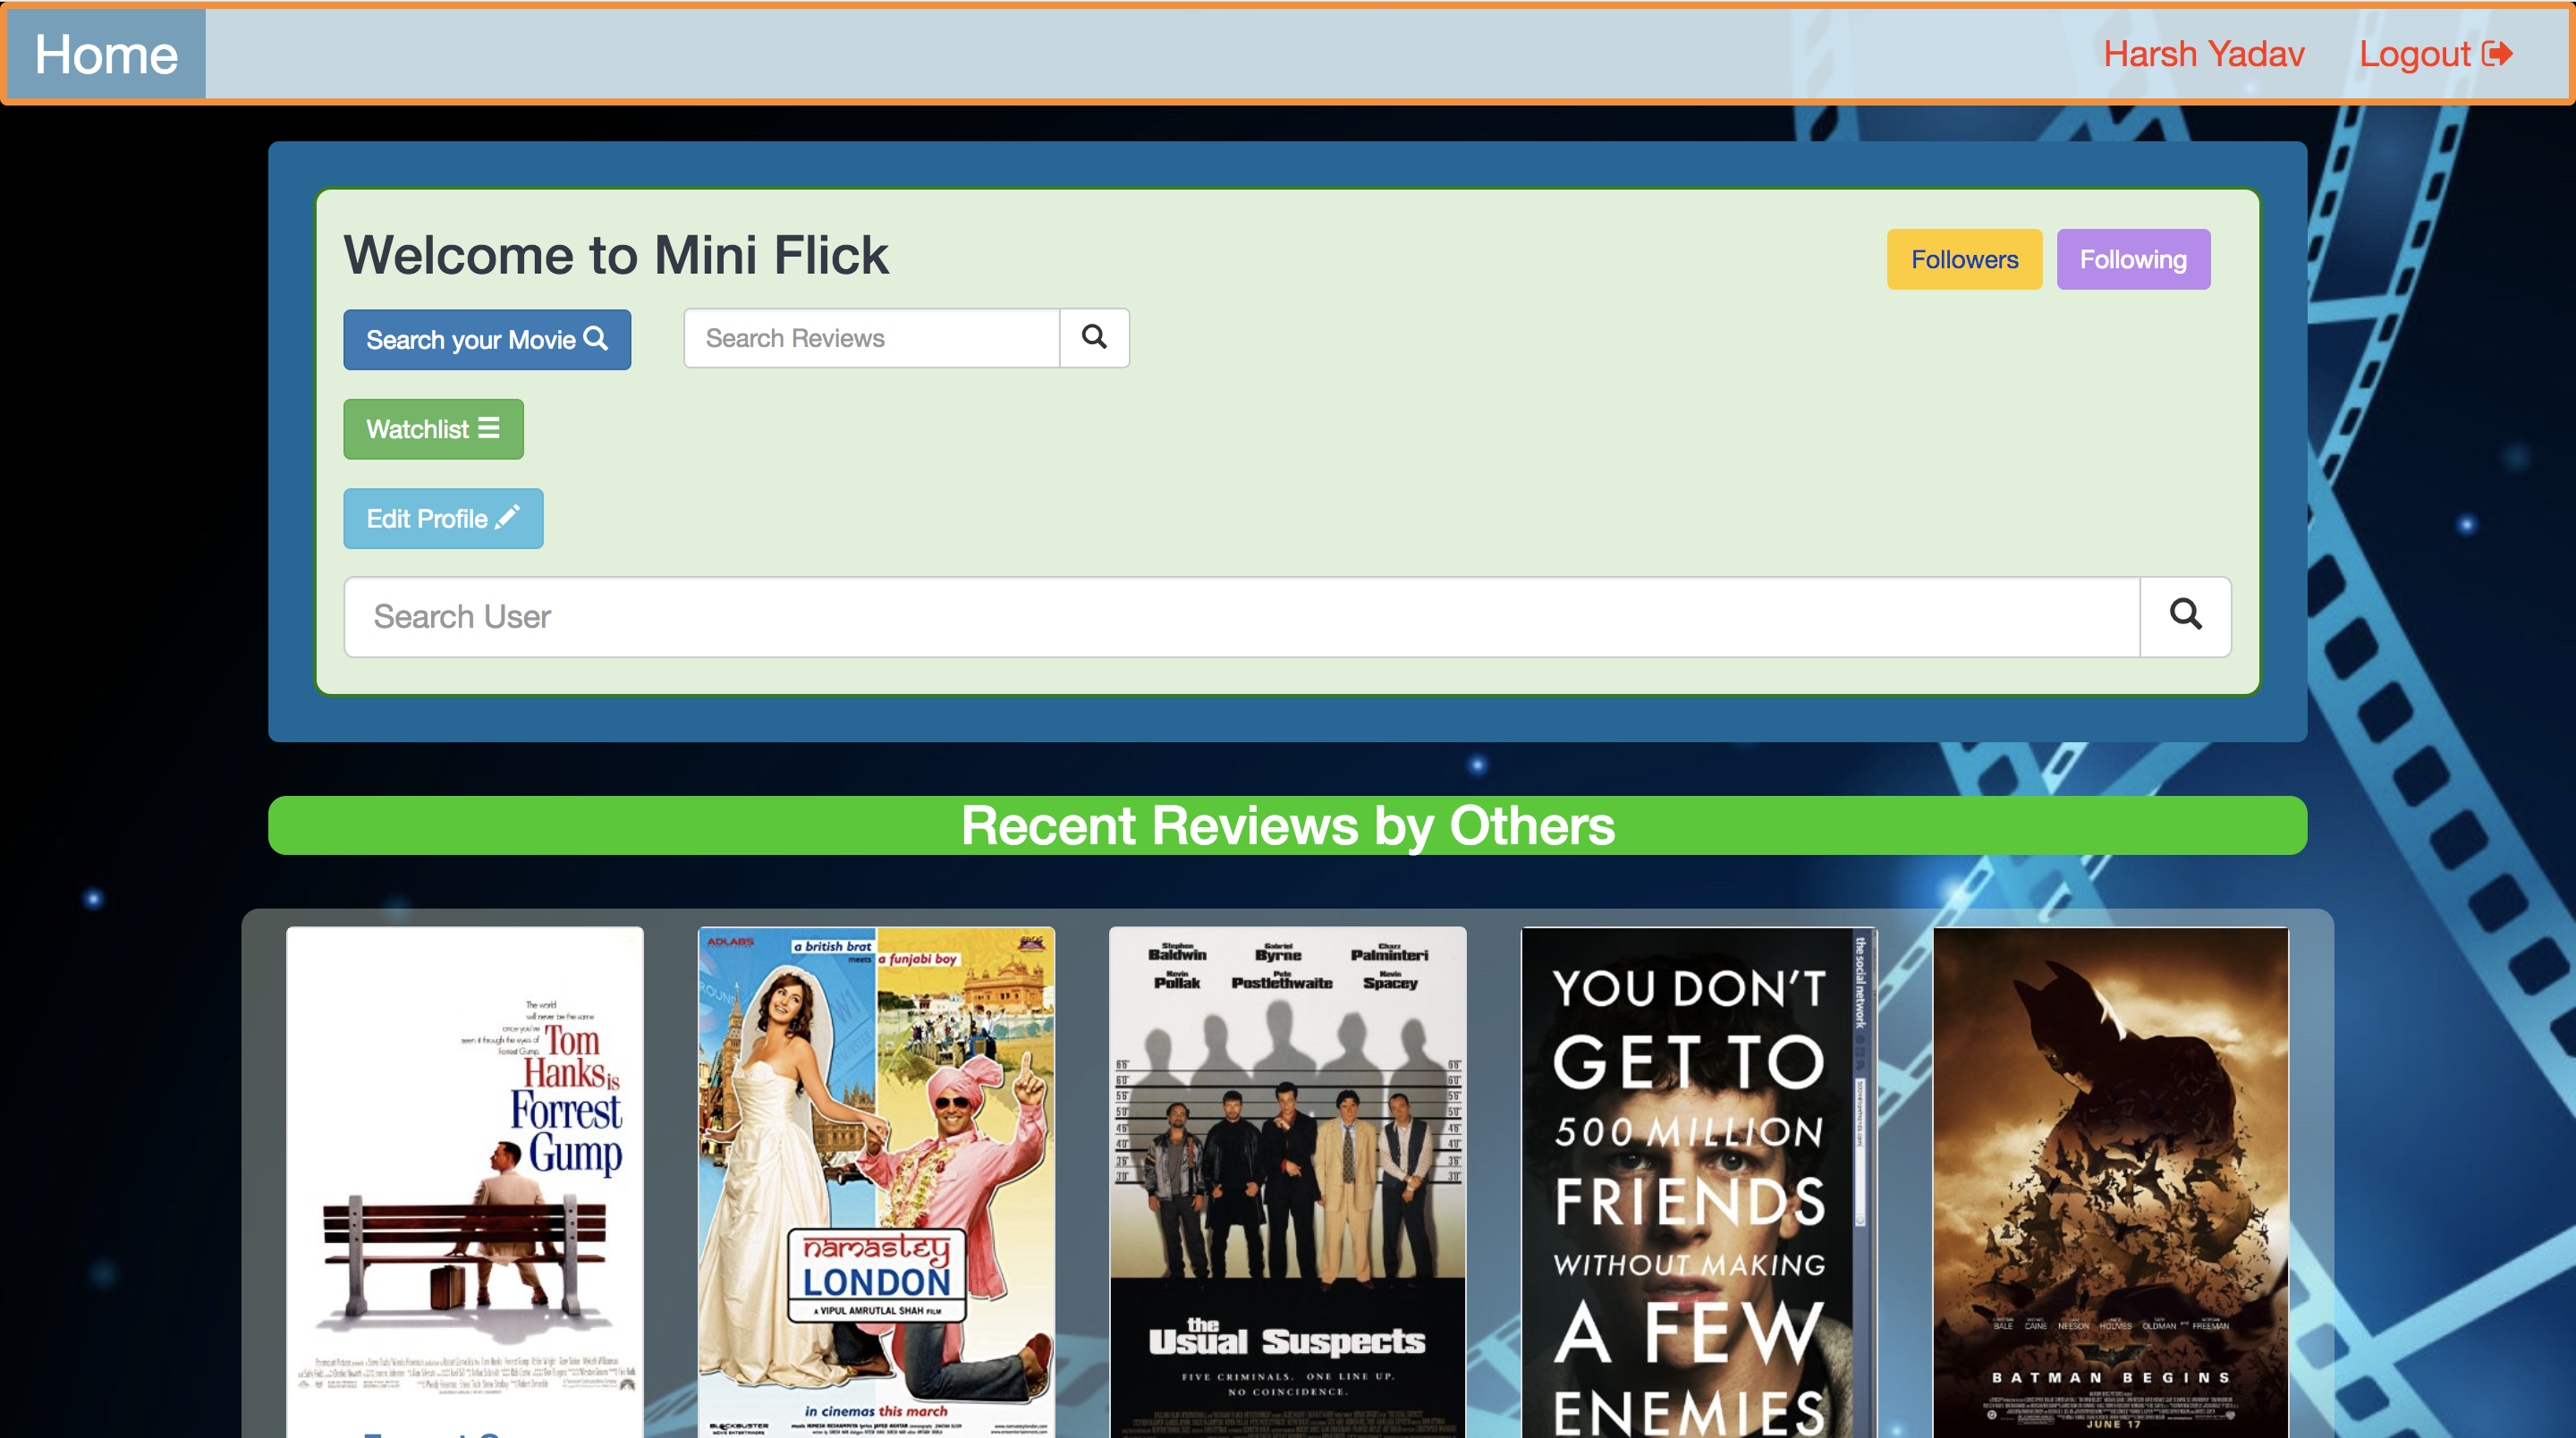 Home
Harsh Yadav
Logout
Welcome to Mini Flick
Followers
Following
Search your Movie
Search Reviews
Watchlist
Edit Profile
Search User
Recent Reviews by Others
The world
will never be the same
once you've
seen it through the eyes of
Forrest Gump.
Tom
Hanks is
Forrest
Gump
ADLABS
a british brat
meets a funjabi boy
namastey
LONDON
A VIPUL AMRUTLAL SHAH FILM
in cinemas this march
BLOCKBUSTER
MOVIE ENTERTAINERS
Stephen Baldwin
Gabriel Byrne
Chazz Palminteri
Kevin Pollak
Pete Postlethwaite
Kevin Spacey
the
Usual Suspects
FIVE CRIMINALS. ONE LINE UP.
NO COINCIDENCE.
the social network
YOU DON'T
GET TO
500 MILLION
FRIENDS
WITHOUT MAKING
A FEW
ENEMIES
BALE CAINE NEESON HOLMES OLDMAN AND FREEMAN
BATMAN BEGINS
JUNE 17